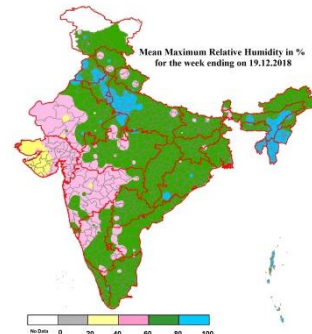 Mean Maximum Relative Humidity in %
for the week ending on 19.12.2018
No Data 0 20 40 60 80 100